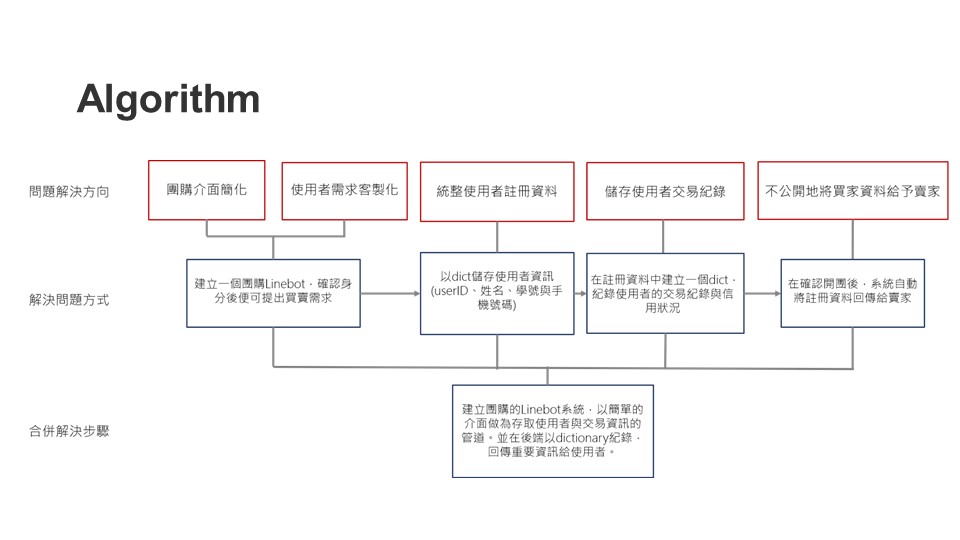 Algorithm
問題解決方向
團購介面簡化
使用者需求客製化
統整使用者註冊資料
儲存使用者交易紀錄
不公開地將買家資料給予賣家
解決問題方式
建立一個團購Linebot，確認身
分後便可提出買賣需求
以dict儲存使用者資訊
(userID、姓名、學號與手
機號碼)
在註冊資料中建立一個dict，
紀錄使用者的交易紀錄與信
用狀況
在確認開團後，系統自動
將註冊資料回傳給賣家
合併解決步驟
建立團購的Linebot系統，以簡單的
介面做為存取使用者與交易資訊的
管道。並在後端以dictionary紀錄，
回傳重要資訊給使用者。